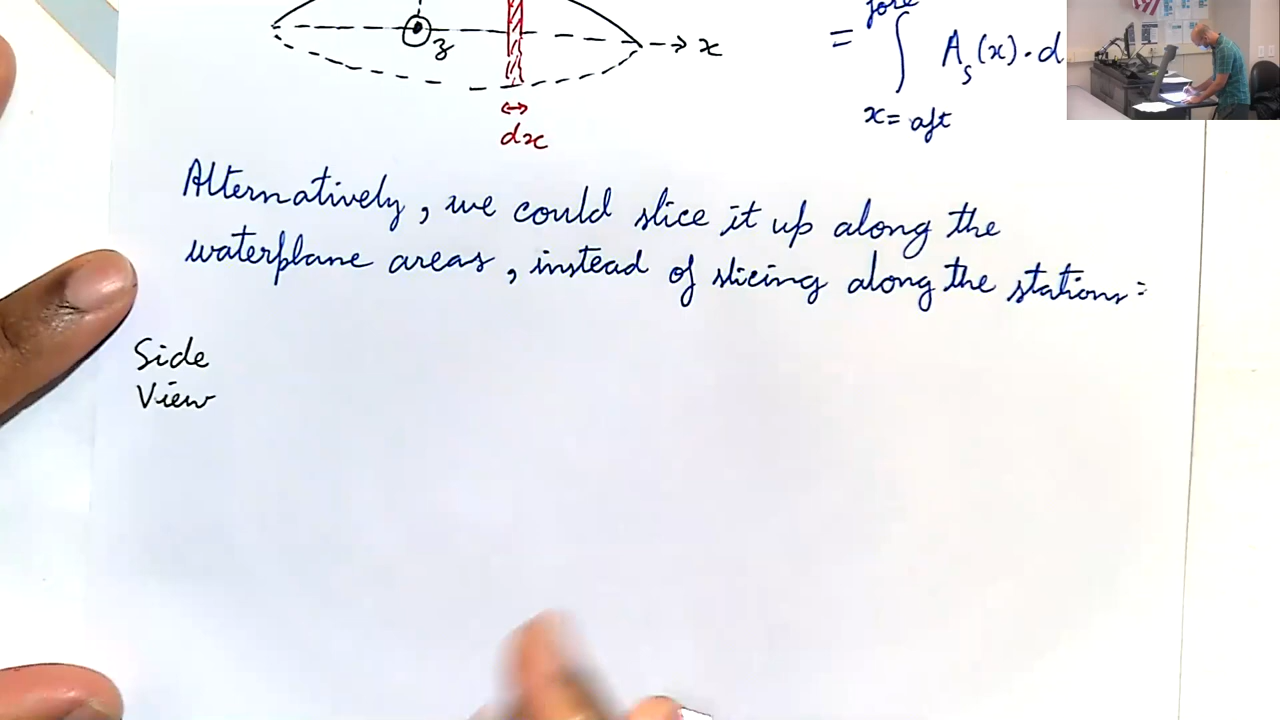 z
x
dx
fore
= ∫ A_s(x)·d
x = aft
Alternatively, we could slice it up along the
waterplane areas, instead of slicing along the stations:
Side
View